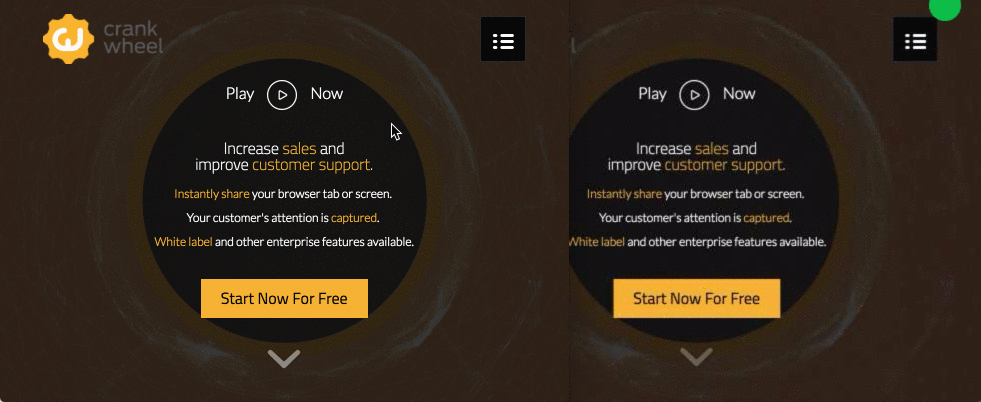 crank
wheel
Play Now
Increase sales and
improve customer support.
Instantly share your browser tab or screen.
Your customer's attention is captured.
White label and other enterprise features available.
Start Now For Free
l
Play Now
Increase sales and
improve customer support.
Instantly share your browser tab or screen.
Your customer's attention is captured.
White label and other enterprise features available.
Start Now For Free